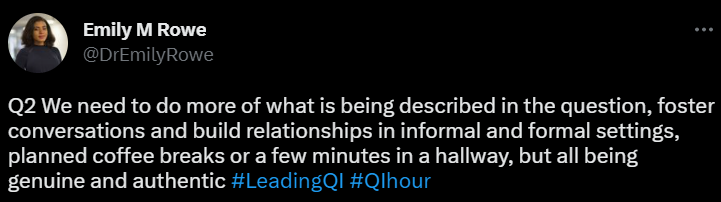 Emily M Rowe
@DrEmilyRowe
Q2 We need to do more of what is being described in the question, foster
conversations and build relationships in informal and formal settings,
planned coffee breaks or a few minutes in a hallway, but all being
genuine and authentic #LeadingQI #QIhour